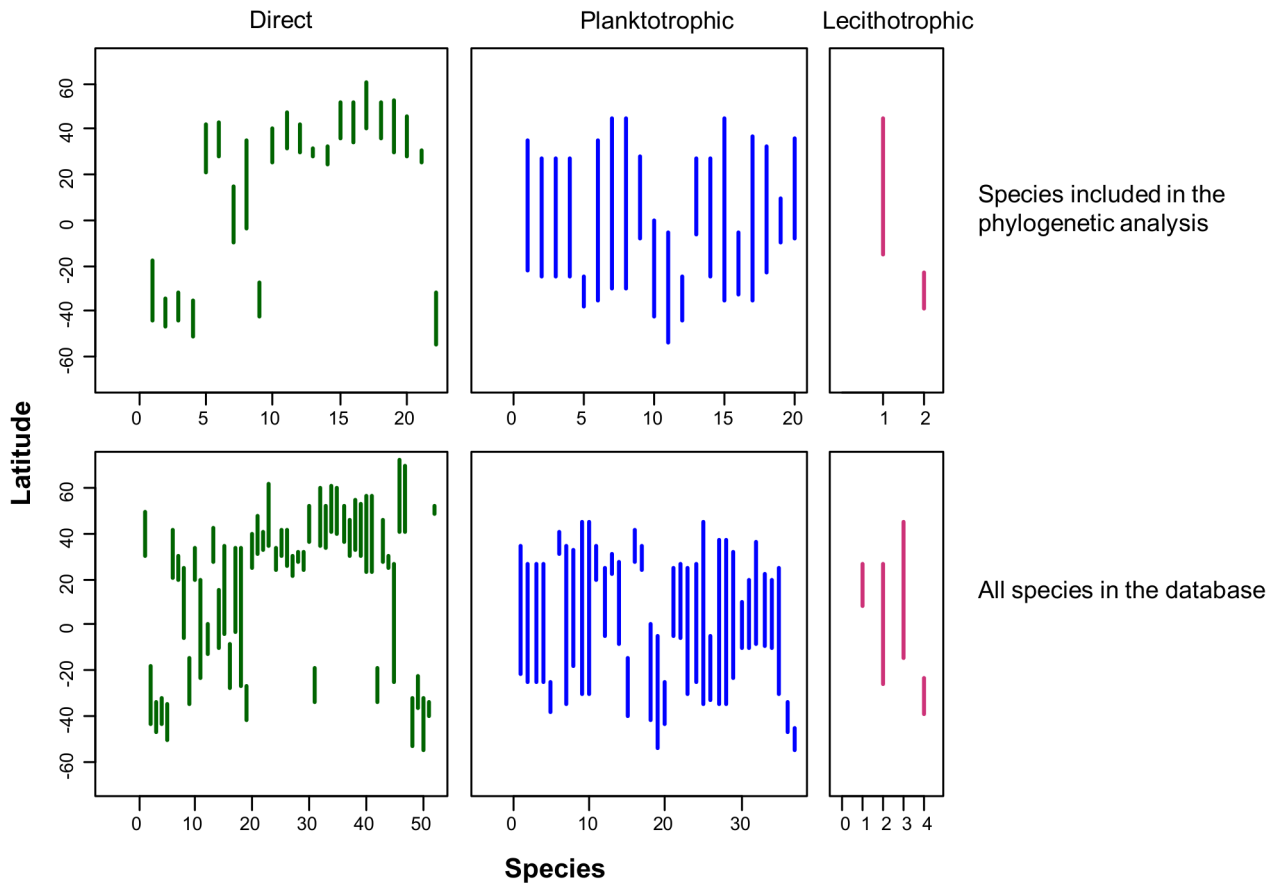 Direct
Planktotrophic
Lecithotrophic
60
40
20
0
-20
-40
-60
0 5 10 15 20
0 5 10 15 20
1 2
Species included in the
phylogenetic analysis
Latitude
60
40
20
0
-20
-40
-60
0 10 20 30 40 50
0 10 20 30
0 1 2 3 4
All species in the database
Species